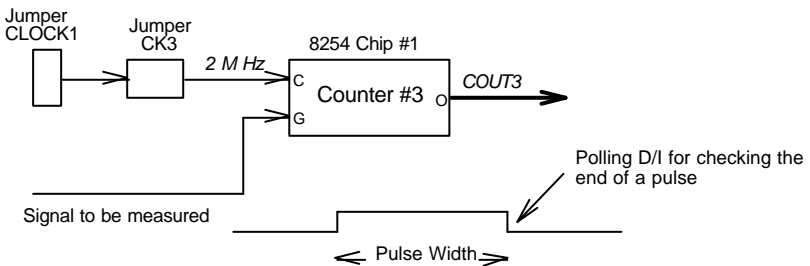 Jumper
CLOCK1
Jumper
CK3
2 M Hz
8254 Chip #1
C
Counter #3
O
G
COUT3
Signal to be measured
Polling D/I for checking the
end of a pulse
Pulse Width